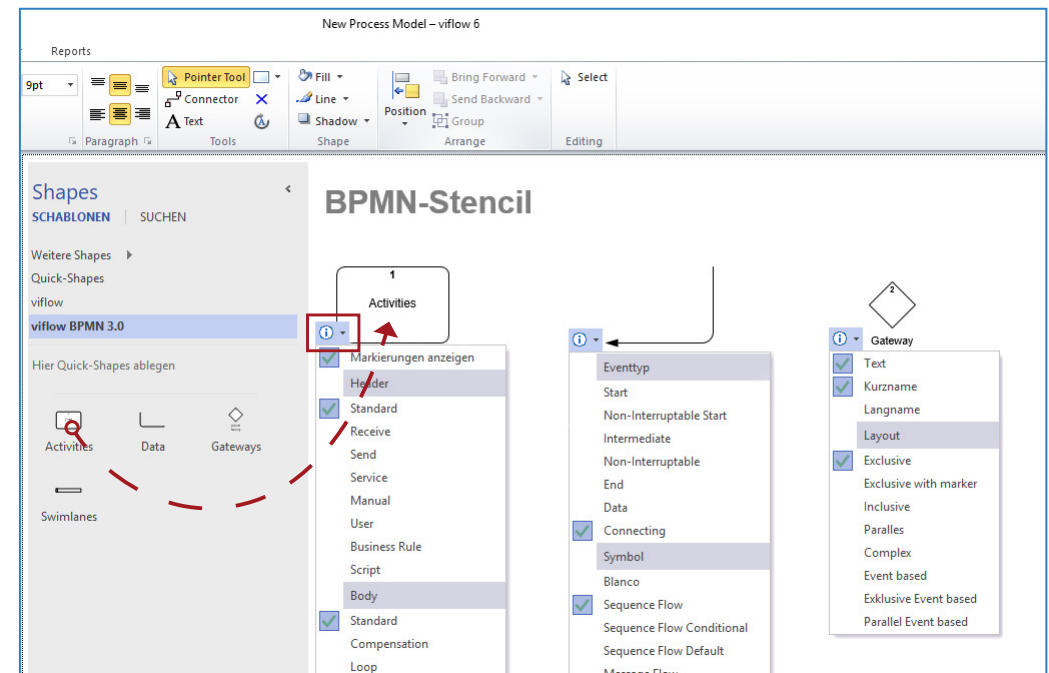 New Process Model – viflow 6
Reports
9pt
Pointer Tool
Connector
A Text
Fill
Line
Shadow
Position
Bring Forward
Send Backward
Group
Select
Paragraph
Tools
Shape
Arrange
Editing
Shapes
SCHABLONEN
SUCHEN
Weitere Shapes
Quick-Shapes
viflow
viflow BPMN 3.0
Hier Quick-Shapes ablegen
Activities
Data
Gateways
Swimlanes
BPMN-Stencil
1
Activities
Markierungen anzeigen
Header
Standard
Receive
Send
Service
Manual
User
Business Rule
Script
Body
Standard
Compensation
Loop
Eventtyp
Start
Non-Interruptable Start
Intermediate
Non-Interruptable
End
Data
Connecting
Symbol
Blanco
Sequence Flow
Sequence Flow Conditional
Sequence Flow Default
Message Flow
2
Gateway
Text
Kurzname
Langname
Layout
Exclusive
Exclusive with marker
Inclusive
Paralles
Complex
Event based
Exklusive Event based
Parallel Event based